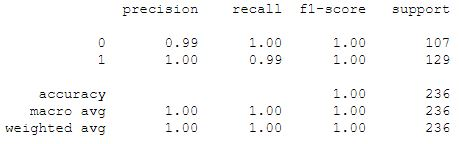 precision recall f1-score support
0 0.99 1.00 1.00 107
1 1.00 0.99 1.00 129
accuracy 1.00 236
macro avg 1.00 1.00 1.00 236
weighted avg 1.00 1.00 1.00 236